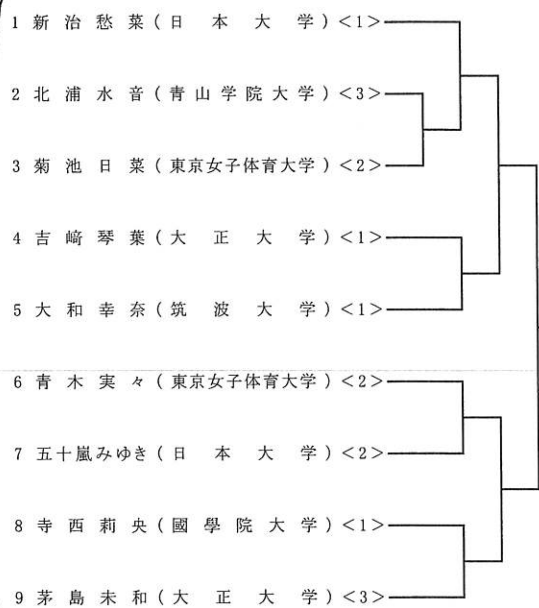 1 新治愁菜(日本大学)<1>
2 北浦水音(青山学院大学)<3>
3 菊池日菜(東京女子体育大学)<2>
4 吉﨑琴葉(大正大学)<1>
5 大和幸奈(筑波大学)<1>
6 青木実々(東京女子体育大学)<2>
7 五十嵐みゆき(日本大学)<2>
8 寺西莉央(國學院大学)<1>
9 茅島未和(大正大学)<3>